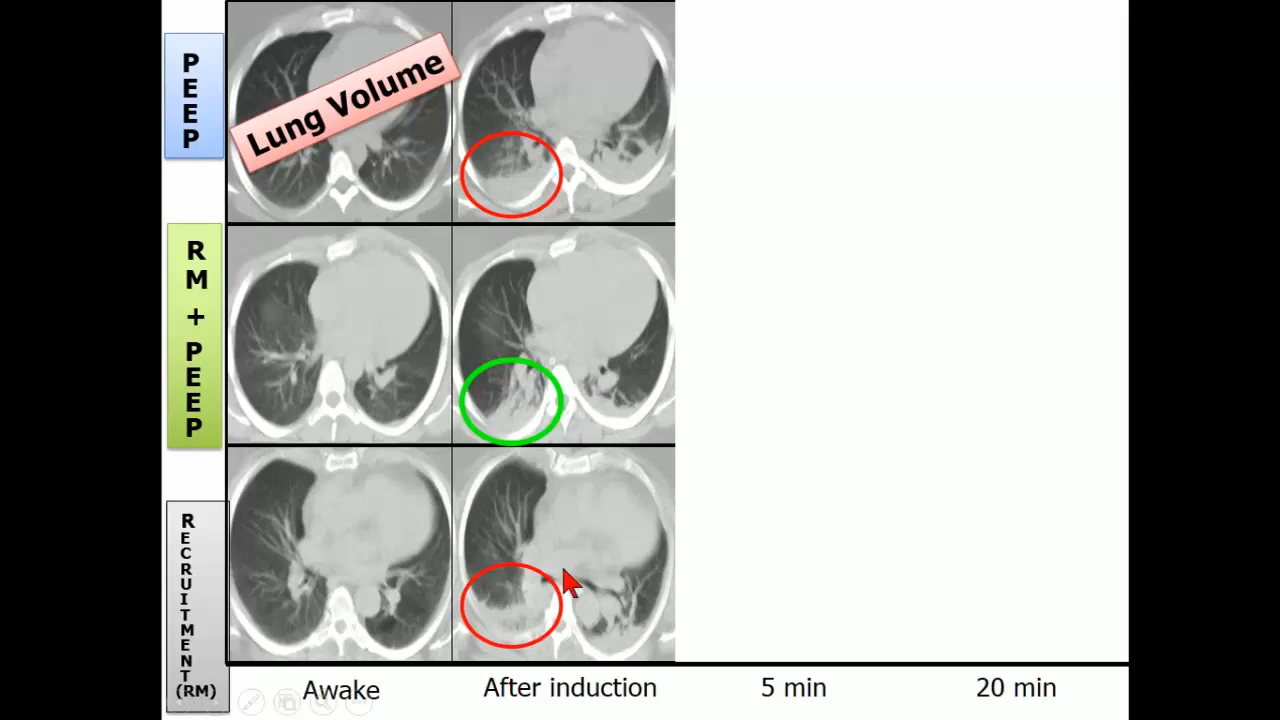 PEEP
Lung Volume
RM + PEEP
RECRUITMENT
(RM)
Awake
After induction
5 min
20 min